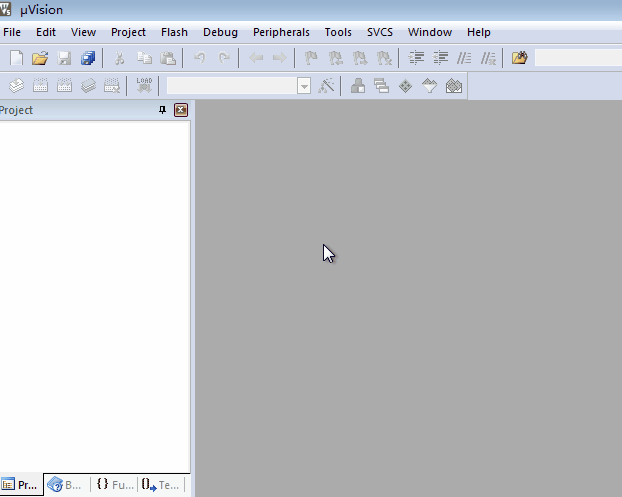 µVision
File Edit View Project Flash Debug Peripherals Tools SVCS Window Help
LOAD
Project
Pr... B... {} Fu... {} Te...